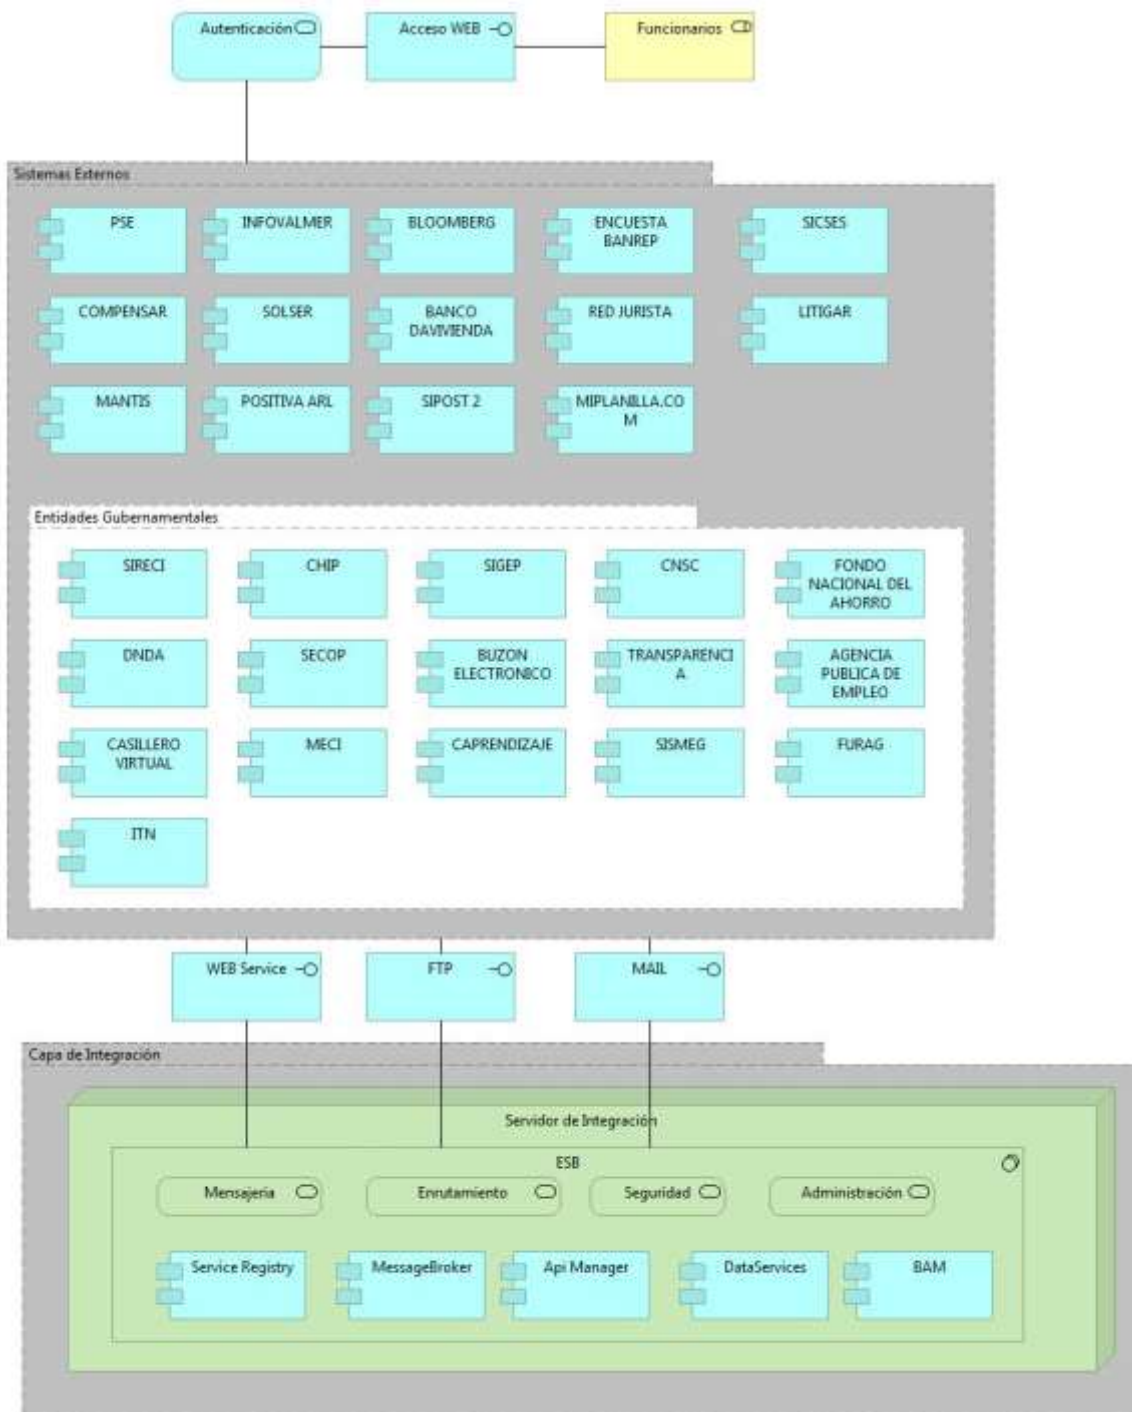 Autenticación
Acceso WEB
Funcionarios
Sistemas Externos
PSE
INFOVALMER
BLOOMBERG
ENCUESTA
BANREP
SICSES
COMPENSAR
SOLSER
BANCO
DAVIVIENDA
RED JURISTA
LITIGAR
MANTIS
POSITIVA ARL
SIPOST 2
MIPLANILLA.CO
M
Entidades Gubernamentales
SIRECI
CHIP
SIGEP
CNSC
FONDO
NACIONAL DEL
AHORRO
DNDA
SECOP
BUZON
ELECTRONICO
TRANSPARENCI
A
AGENCIA
PUBLICA DE
EMPLEO
CASILLERO
VIRTUAL
MECI
CAPRENDIZAJE
SISMEG
FURAG
ITN
WEB Service
FTP
MAIL
Capa de Integración
Servidor de Integración
ESB
Mensajeria
Enrutamiento
Seguridad
Administración
Service Registry
MessageBroker
Api Manager
DataServices
BAM